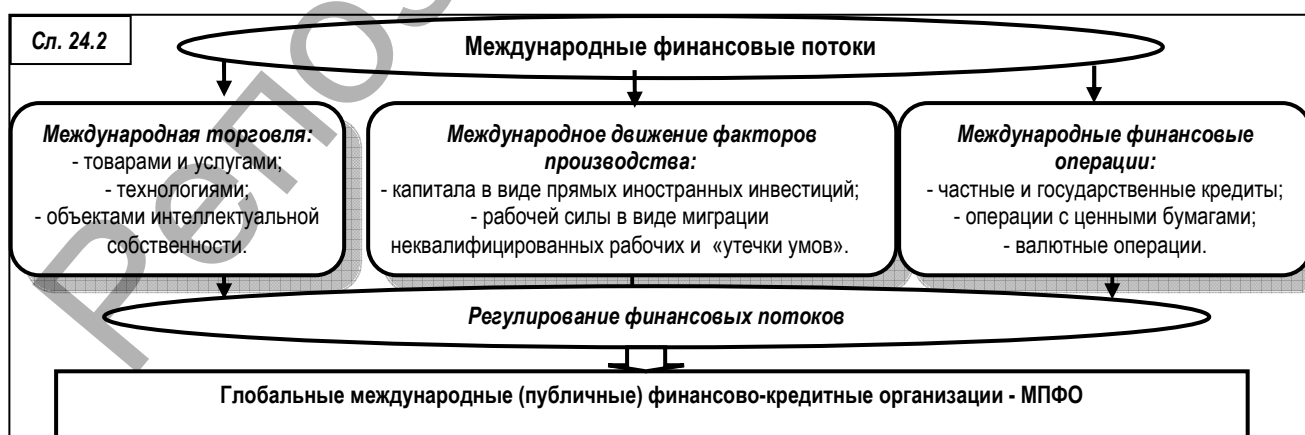 Сл. 24.2
Международные финансовые потоки
Международная торговля:
- товарами и услугами;
- технологиями;
- объектами интеллектуальной
собственности.
Международное движение факторов
производства:
- капитала в виде прямых иностранных инвестиций;
- рабочей силы в виде миграции
неквалифицированных рабочих и «утечки умов».
Международные финансовые
операции:
- частные и государственные кредиты;
- операции с ценными бумагами;
- валютные операции.
Регулирование финансовых потоков
Глобальные международные (публичные) финансово-кредитные организации - МПФО